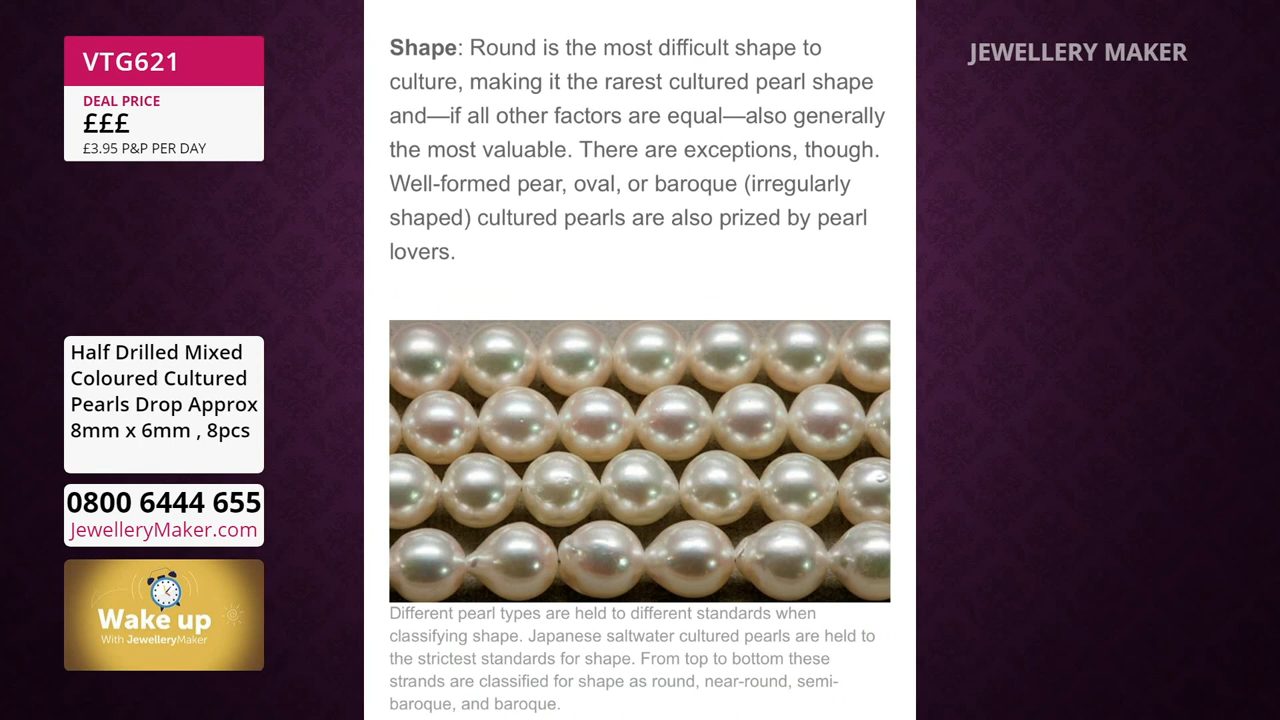 VTG621
DEAL PRICE
£££
£3.95 P&P PER DAY
Half Drilled Mixed
Coloured Cultured
Pearls Drop Approx
8mm x 6mm , 8pcs
0800 6444 655
JewelleryMaker.com
Wake up
With JewelleryMaker
Shape: Round is the most difficult shape to
culture, making it the rarest cultured pearl shape
and—if all other factors are equal—also generally
the most valuable. There are exceptions, though.
Well-formed pear, oval, or baroque (irregularly
shaped) cultured pearls are also prized by pearl
lovers.
Different pearl types are held to different standards when
classifying shape. Japanese saltwater cultured pearls are held to
the strictest standards for shape. From top to bottom these
strands are classified for shape as round, near-round, semi-
baroque, and baroque.
JEWELLERY MAKER